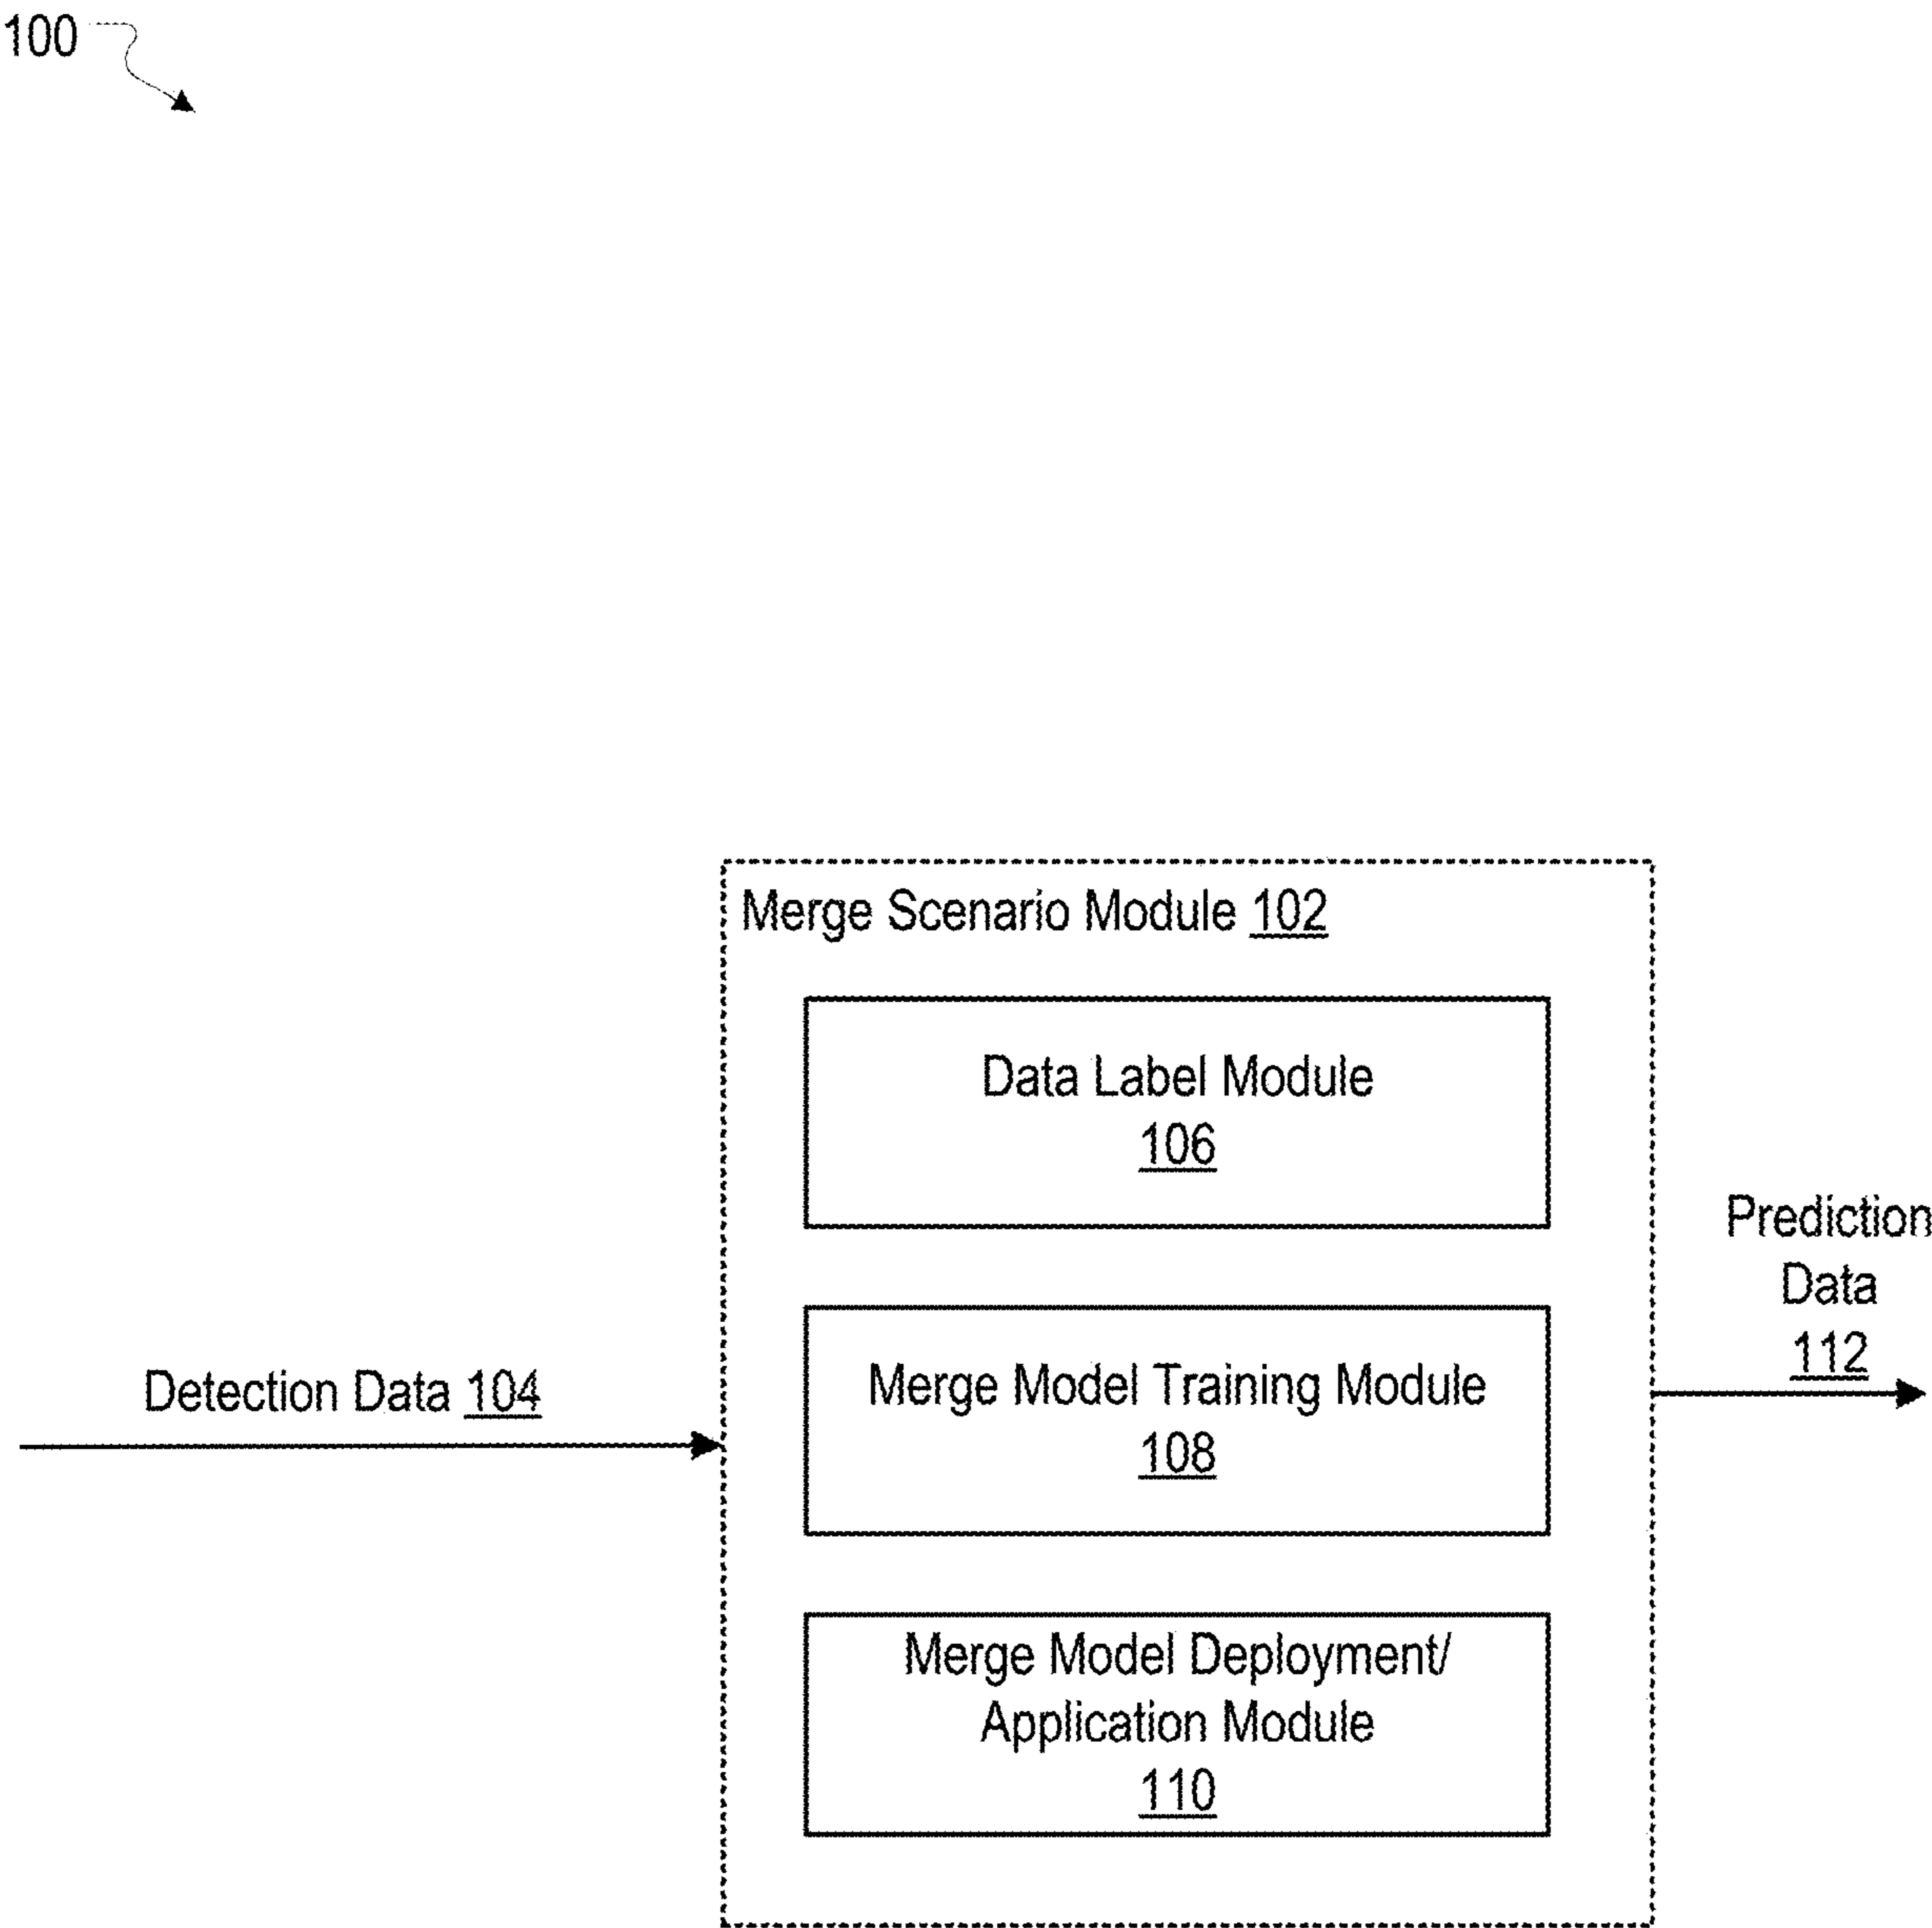 100
Merge Scenario Module 102
Data Label Module
106
Prediction
Data
112
Detection Data 104
Merge Model Training Module
108
Merge Model Deployment/
Application Module
110